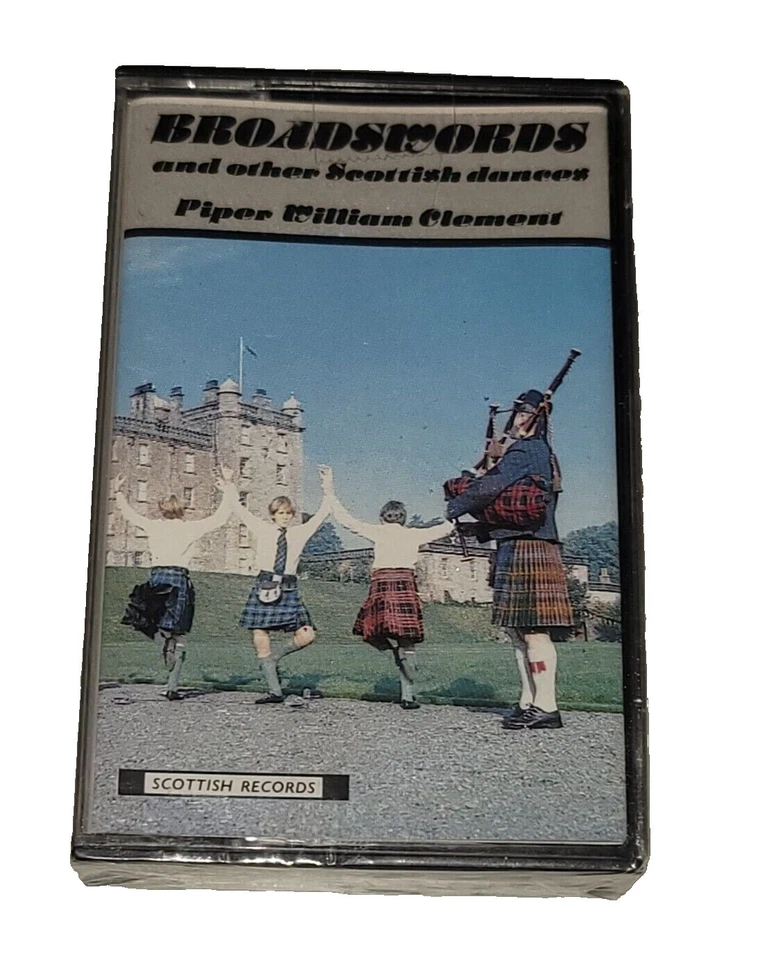 BROADSWORDS
and other Scottish dances
Piper William Clement
SCOTTISH RECORDS